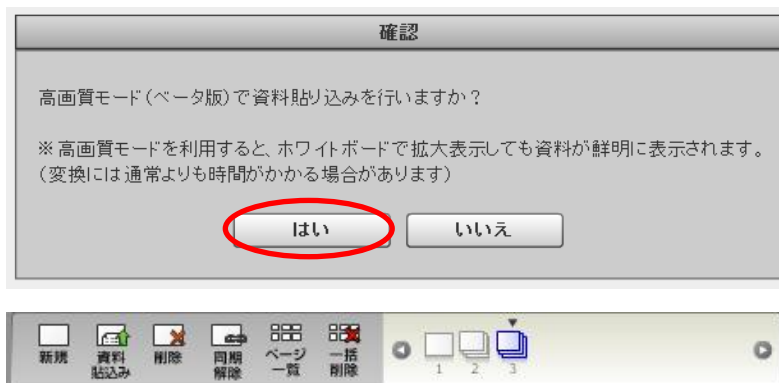 確認
高画質モード(ベータ版)で資料貼り込みを行いますか？
※高画質モードを利用すると、ホワイトボードで拡大表示しても資料が鮮明に表示されます。
(変換には通常よりも時間がかかる場合があります)
はい いいえ
新規 資料 削除 同期 ページ 一括
貼込み 解除 一覧 削除
1 2 3